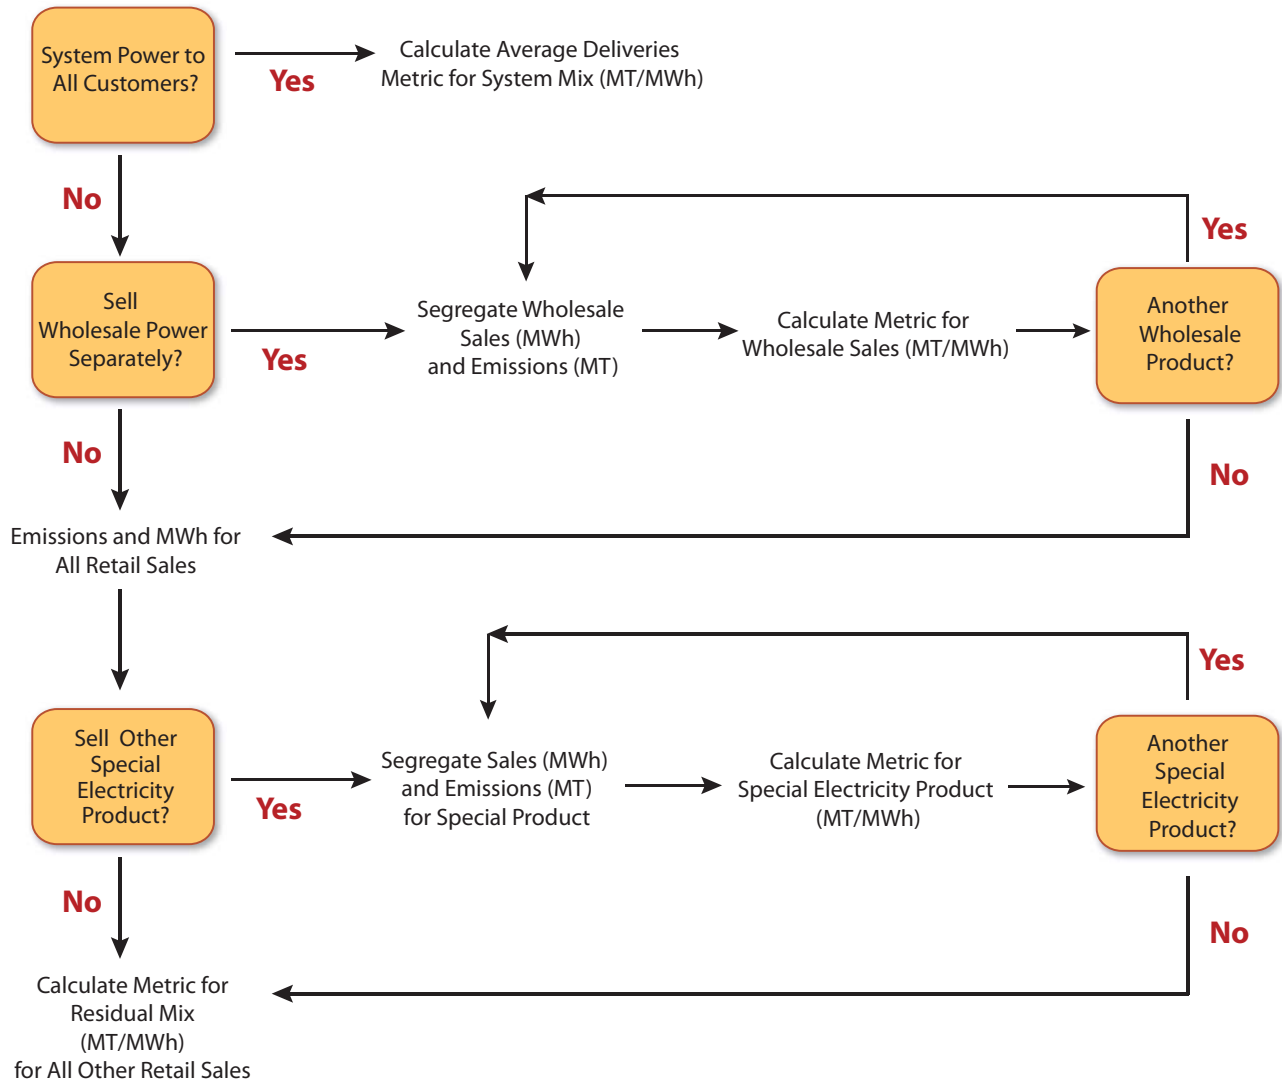 System Power to
All Customers?
Yes
Calculate Average Deliveries
Metric for System Mix (MT/MWh)
No
Yes
Sell
Wholesale Power
Separately?
Yes
Segregate Wholesale
Sales (MWh)
and Emissions (MT)
Calculate Metric for
Wholesale Sales (MT/MWh)
Another
Wholesale
Product?
No
No
Emissions and MWh for
All Retail Sales
Yes
Sell Other
Special
Electricity
Product?
Yes
Segregate Sales (MWh)
and Emissions (MT)
for Special Product
Calculate Metric for
Special Electricity Product
(MT/MWh)
Another
Special
Electricity
Product?
No
No
Calculate Metric for
Residual Mix
(MT/MWh)
for All Other Retail Sales